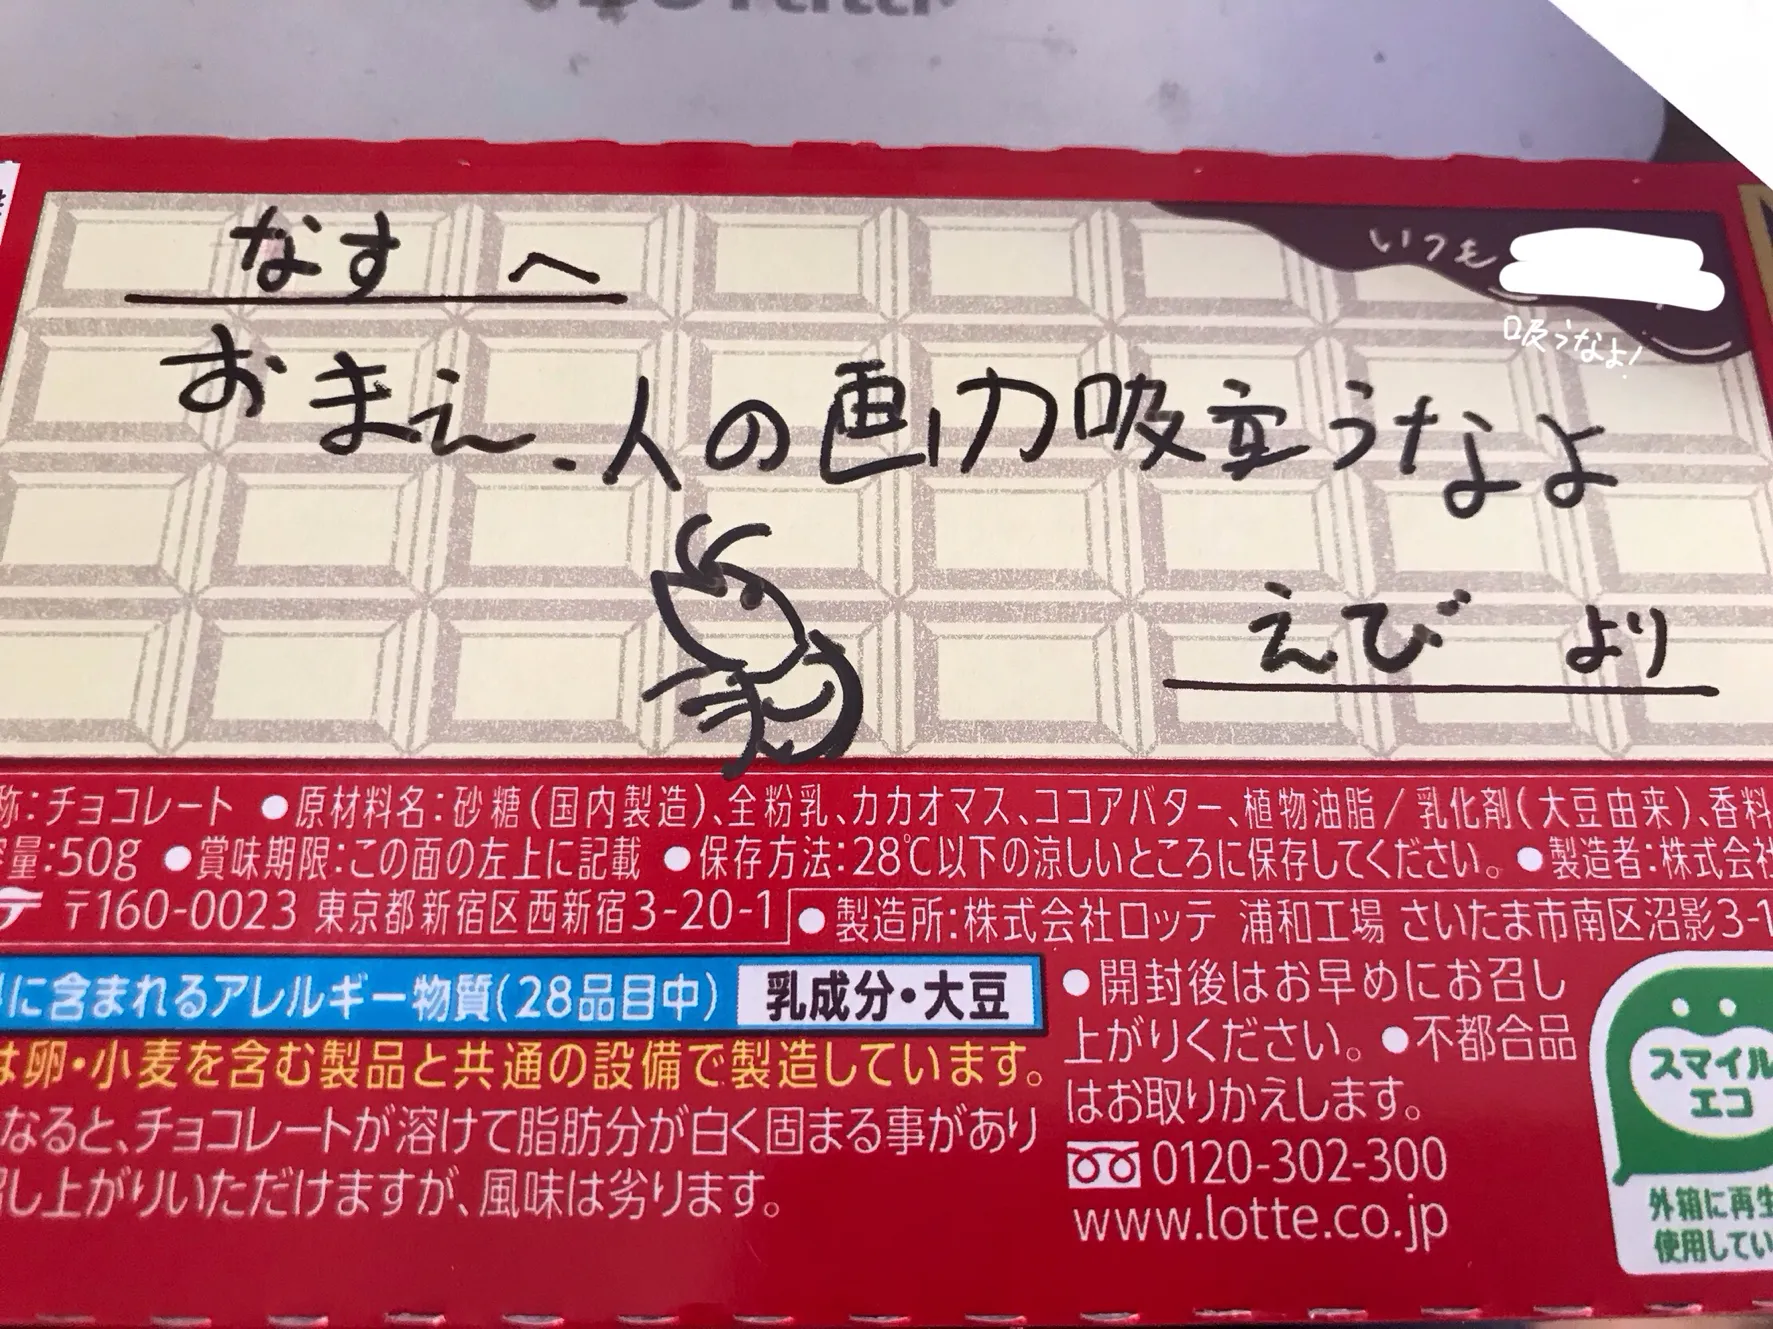 なす へ
いつも
吸うなよ!
おまえ、人の画力吸立うなよ
えび より
称:チョコレート ●原材料名:砂糖(国内製造)、全粉乳、カカオマス、ココアバター、植物油脂/乳化剤(大豆由来)、香料
量:50g ●賞味期限:この面の左上に記載 ●保存方法:28℃以下の涼しいところに保存してください。 ●製造者:株式会社
〒160-0023 東京都新宿区西新宿3-20-1
●製造所:株式会社ロッテ 浦和工場 さいたま市南区沼影3-1
に含まれるアレルギー物質(28品目中) 乳成分・大豆
は卵・小麦を含む製品と共通の設備で製造しています。
なると、チョコレートが溶けて脂肪分が白く固まる事があり
召し上がりいただけますが、風味は劣ります。
●開封後はお早めにお召し
上がりください。●不都合品
はお取りかえします。
0120-302-300
www.lotte.co.jp
スマイル
エコ
外箱に再生
使用してい